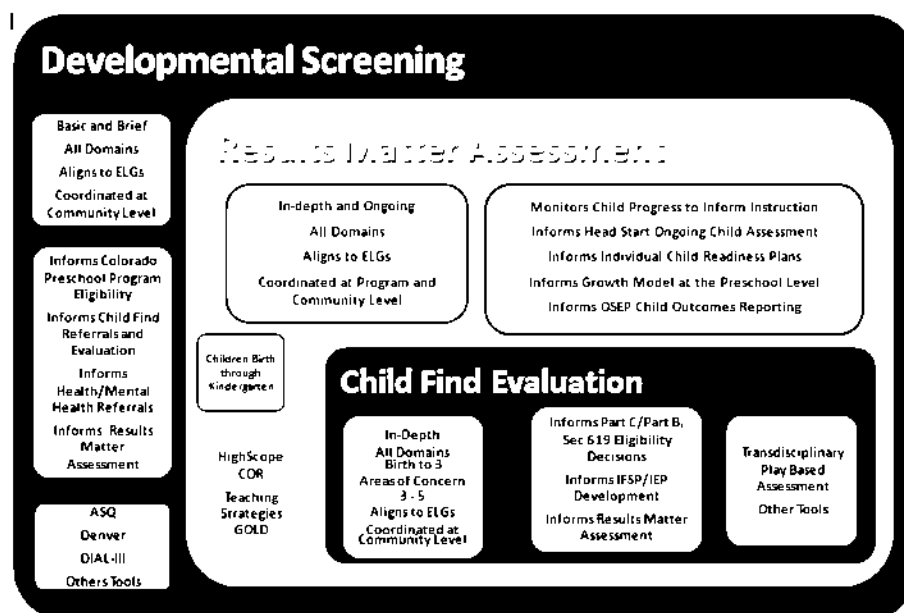 Developmental Screening
Basic and Brief
All Domains
Aligns to ELGs
Coordinated at
Community Level
Informs Colorado
Preschool Program
Eligibility
Informs Child Find
Referrals and
Evaluation
Informs
Health/Mental
Health Referrals
Informs Results
Matter
Assessment
ASQ
Denver
DIAL-III
Others Tools
Results Matter Assessment
In-depth and Ongoing
All Domains
Aligns to ELGs
Coordinated at Program and
Community Level
Monitors Child Progress to Inform Instruction
Informs Head Start Ongoing Child Assessment
Informs Individual Child Readiness Plans
Informs Growth Model at the Preschool Level
Informs OSEP Child Outcomes Reporting
Children Birth
through
Kindergarten
HighScope
COR
Teaching
Strategies
GOLD
Child Find Evaluation
In-Depth
All Domains
Birth to 3
Areas of Concern
3 - 5
Aligns to ELGs
Coordinated at
Community Level
Informs Part C/Part B,
Sec 619 Eligibility
Decisions
Informs IFSP/IEP
Development
Informs Results Matter
Assessment
Transdisciplinary
Play Based
Assessment
Other Tools